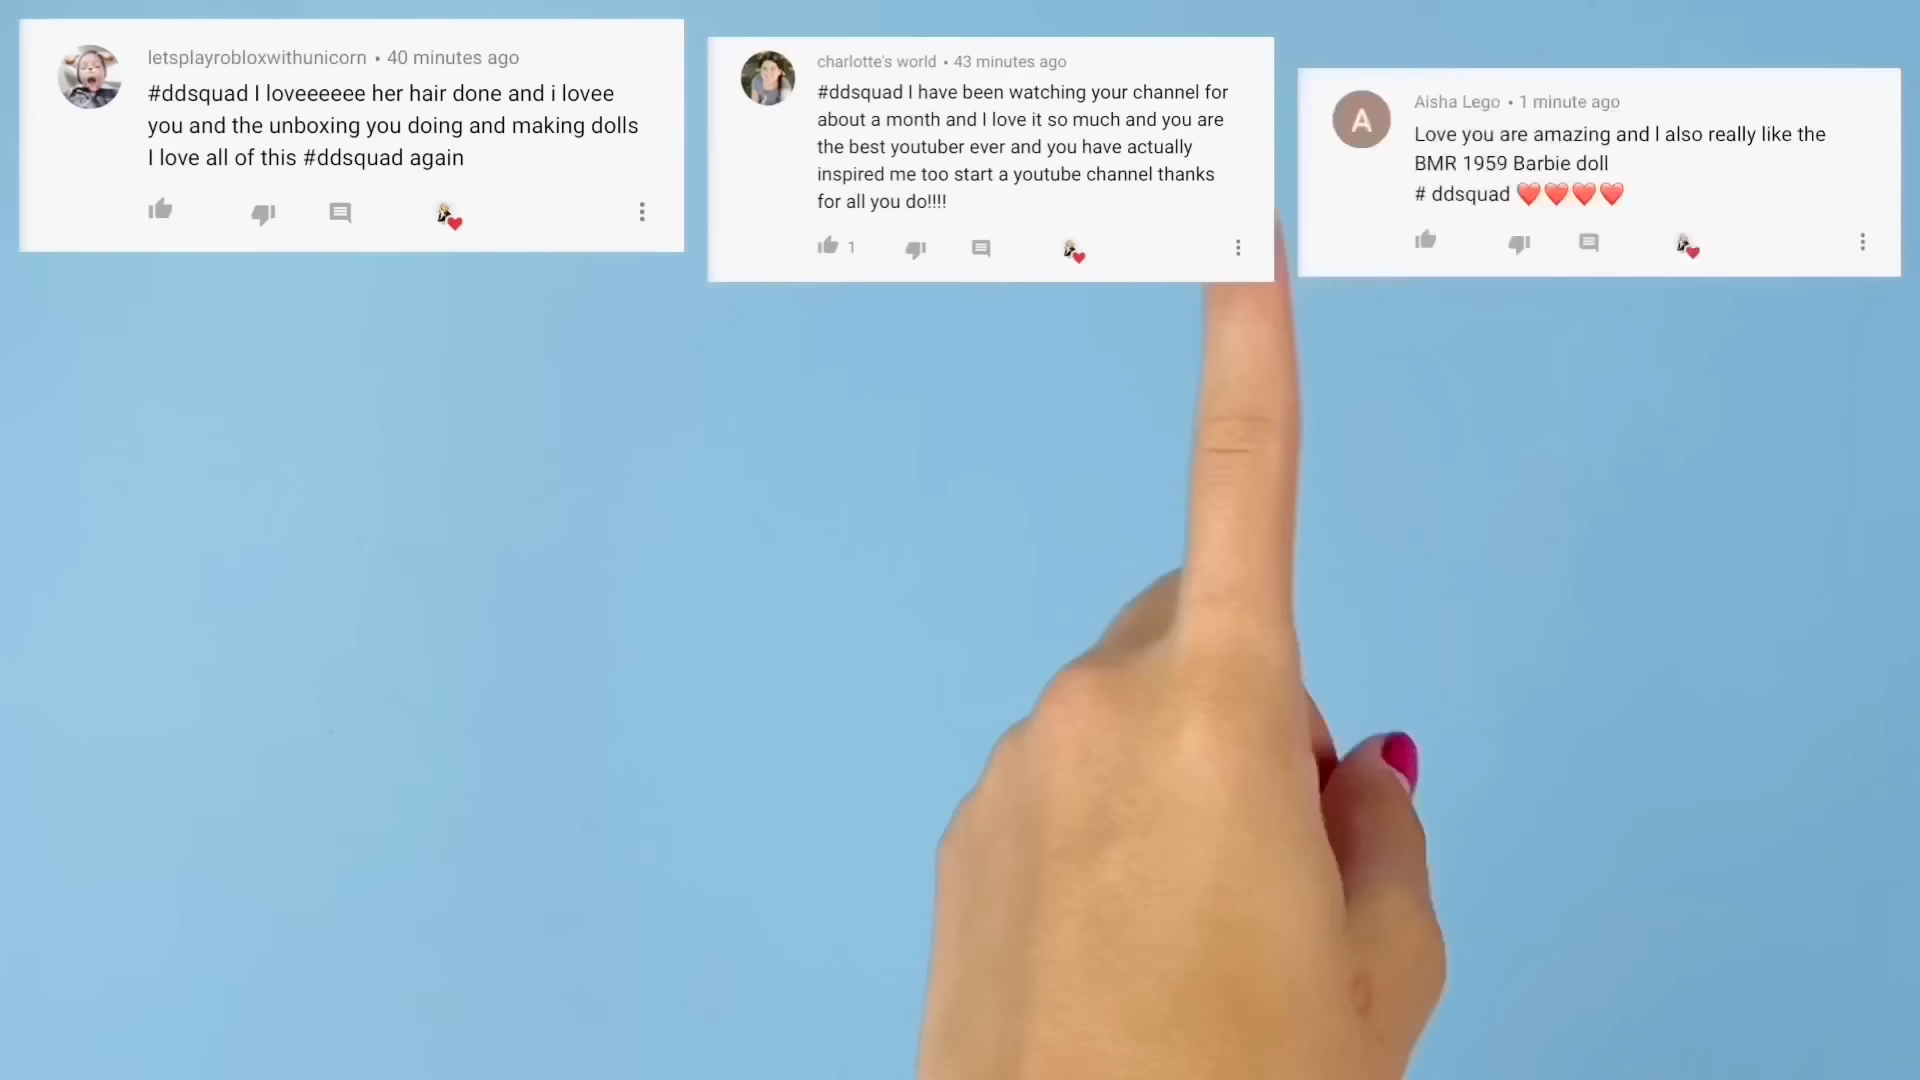 letsplayrobloxwithunicorn • 40 minutes ago
#ddsquad I loveeeeee her hair done and i lovee
you and the unboxing you doing and making dolls
I love all of this #ddsquad again
charlotte's world • 43 minutes ago
#ddsquad I have been watching your channel for
about a month and I love it so much and you are
the best youtuber ever and you have actually
inspired me too start a youtube channel thanks
for all you do!!!!
1
A
Aisha Lego • 1 minute ago
Love you are amazing and I also really like the
BMR 1959 Barbie doll
# ddsquad ❤️❤️❤️❤️